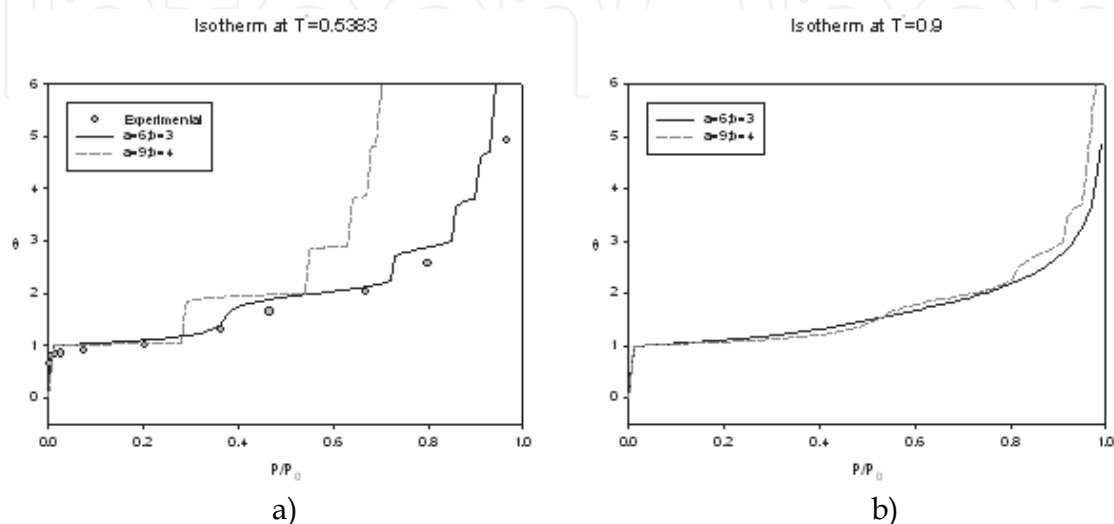 Isotherm at T*=0.5383
6
5
4
3
2
1
0
θ
Experimental
a=6;b=3
a=9;b=4
0.0 0.2 0.4 0.6 0.8 1.0
P/P0
a)
Isotherm at T*=0.9
6
5
4
3
2
1
0
θ
a=6;b=3
a=9;b=4
0.0 0.2 0.4 0.6 0.8 1.0
P/P0
b)